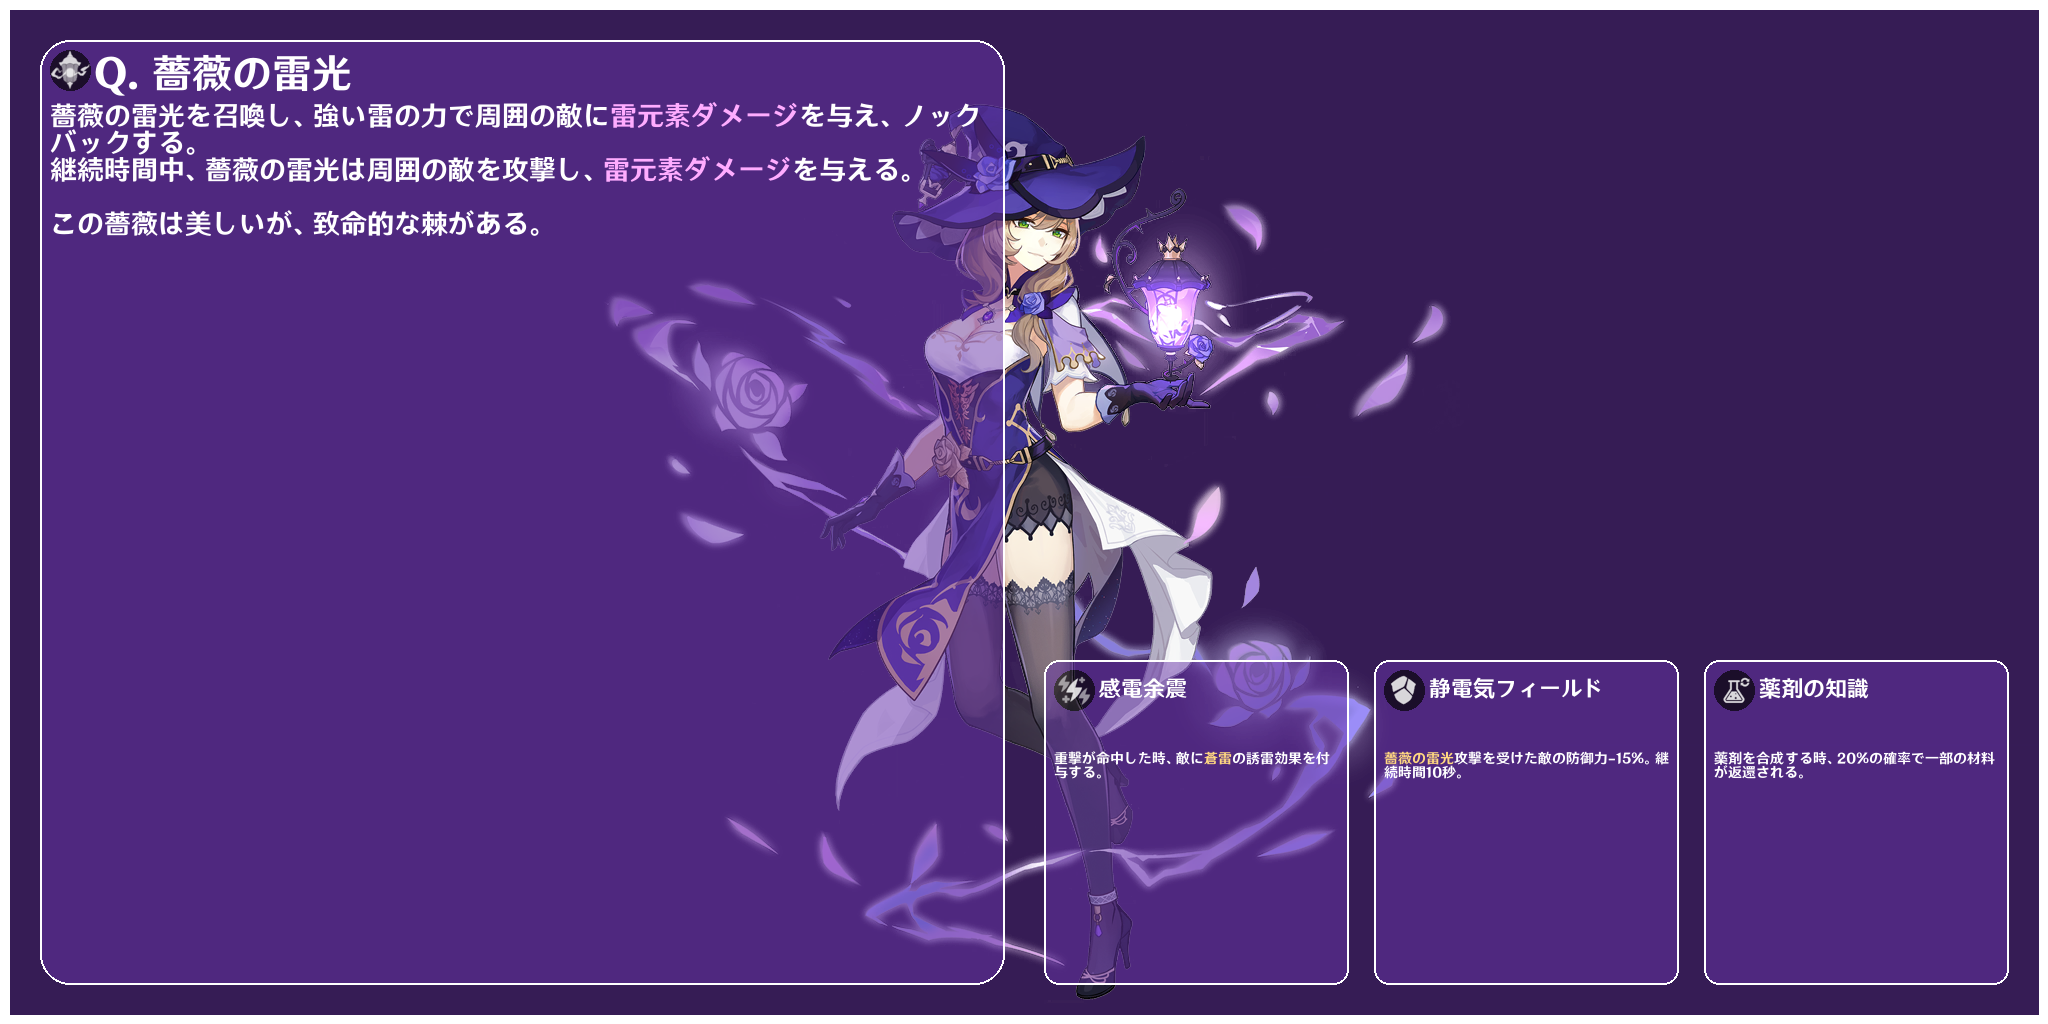 Q. 薔薇の雷光
薔薇の雷光を召喚し、強い雷の力で周囲の敵に雷元素ダメージを与え、ノック
バックする。
継続時間中、薔薇の雷光は周囲の敵を攻撃し、雷元素ダメージを与える。
この薔薇は美しいが、致命的な棘がある。
感電余震
重撃が命中した時、敵に蒼雷の誘雷効果を付
与する。
静電気フィールド
薔薇の雷光攻撃を受けた敵の防御力-15%。継
続時間10秒。
薬剤の知識
薬剤を合成する時、20%の確率で一部の材料
が返還される。